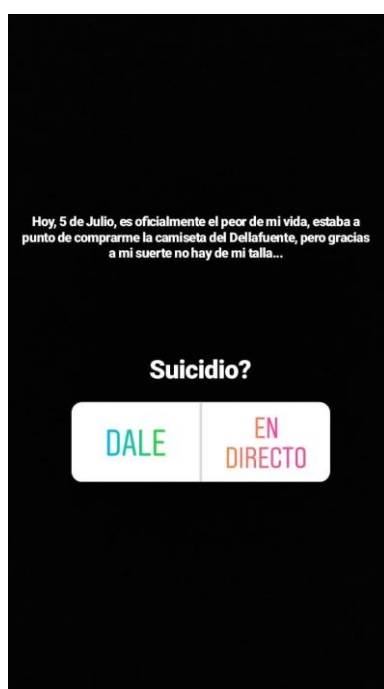 Hoy, 5 de Julio, es oficialmente el peor de mi vida, estaba a
punto de comprarme la camiseta del Dellafuente, pero gracias
a mi suerte no hay de mi talla...
Suicidio?
DALE
EN
DIRECTO